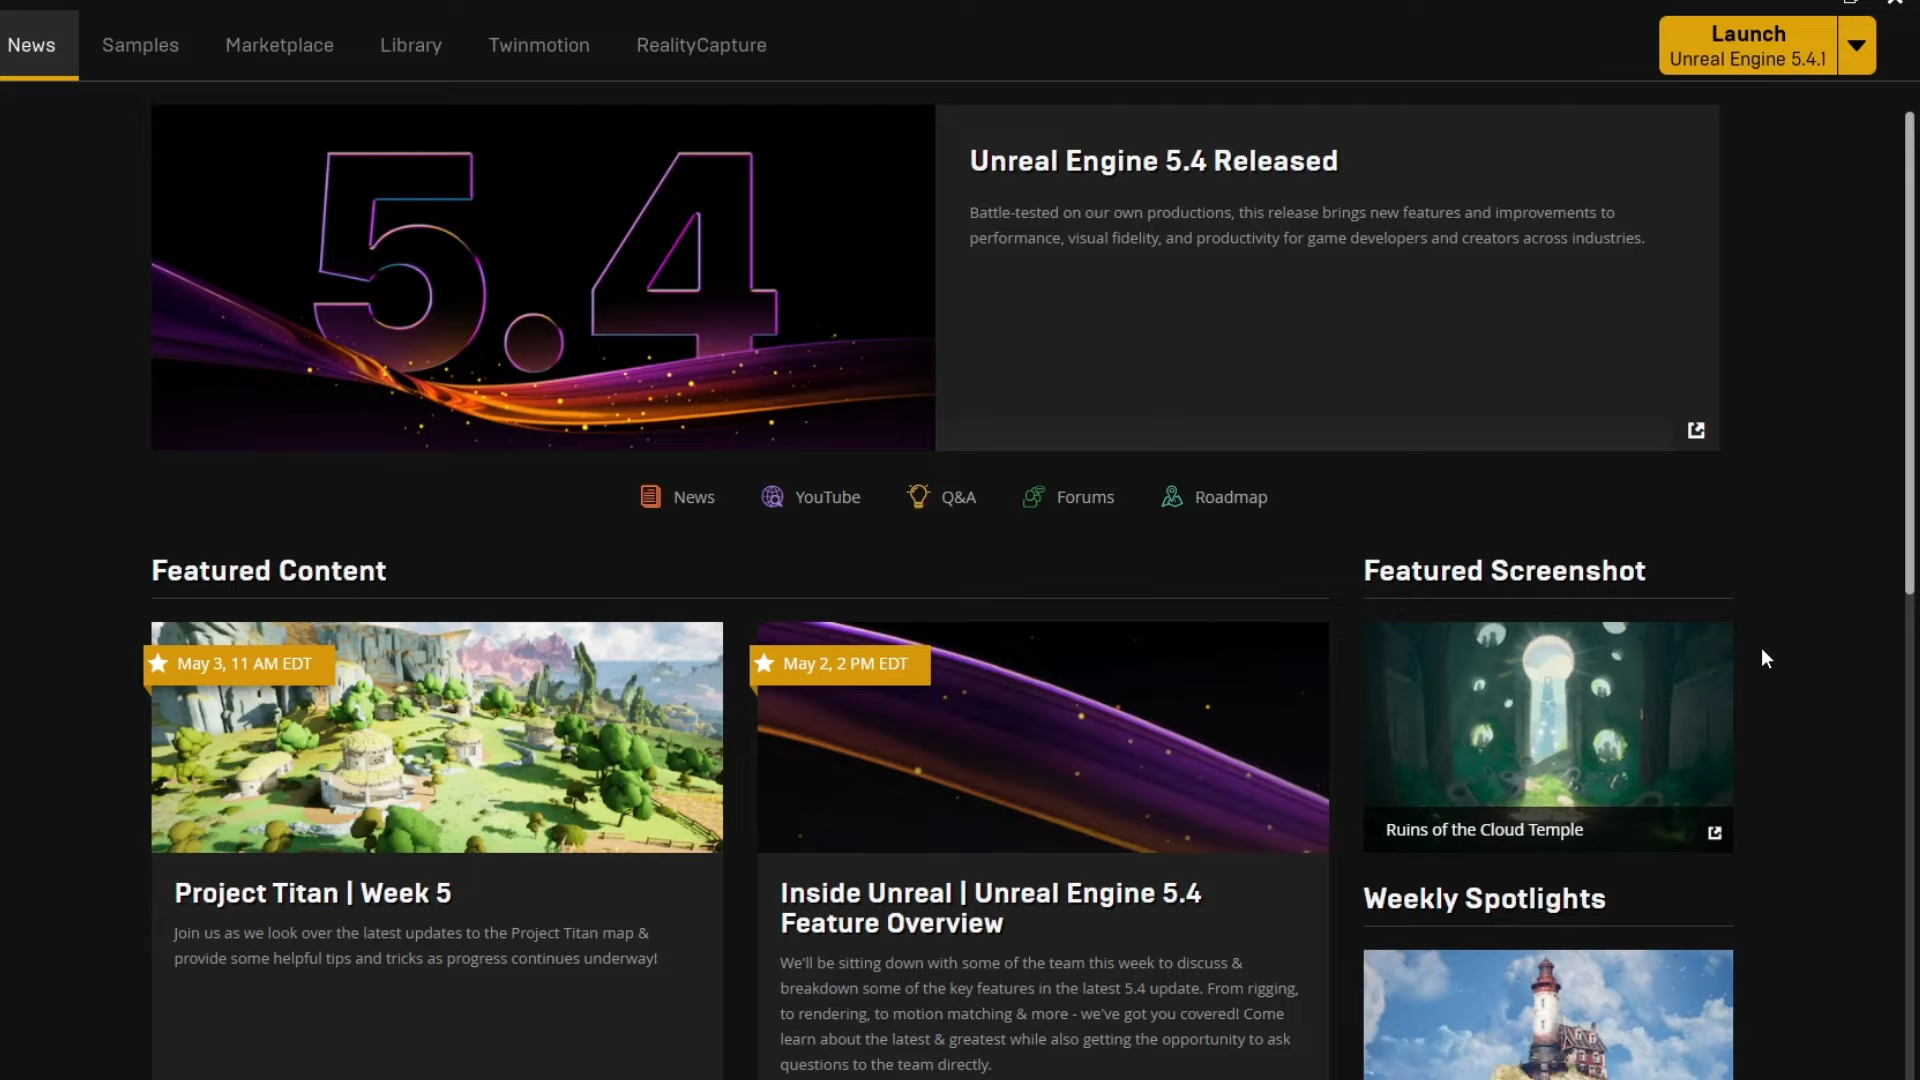 News
Samples
Marketplace
Library
Twinmotion
RealityCapture
Launch
Unreal Engine 5.4.1
5.4
Unreal Engine 5.4 Released
Battle-tested on our own productions, this release brings new features and improvements to
performance, visual fidelity, and productivity for game developers and creators across industries.
News
YouTube
Q&A
Forums
Roadmap
Featured Content
Featured Screenshot
May 3, 11 AM EDT
May 2, 2 PM EDT
Ruins of the Cloud Temple
Project Titan | Week 5
Join us as we look over the latest updates to the Project Titan map &
provide some helpful tips and tricks as progress continues underway!
Inside Unreal | Unreal Engine 5.4
Feature Overview
We'll be sitting down with some of the team this week to discuss &
breakdown some of the key features in the latest 5.4 update. From rigging,
to rendering, to motion matching & more - we've got you covered! Come
learn about the latest & greatest while also getting the opportunity to ask
questions to the team directly.
Weekly Spotlights